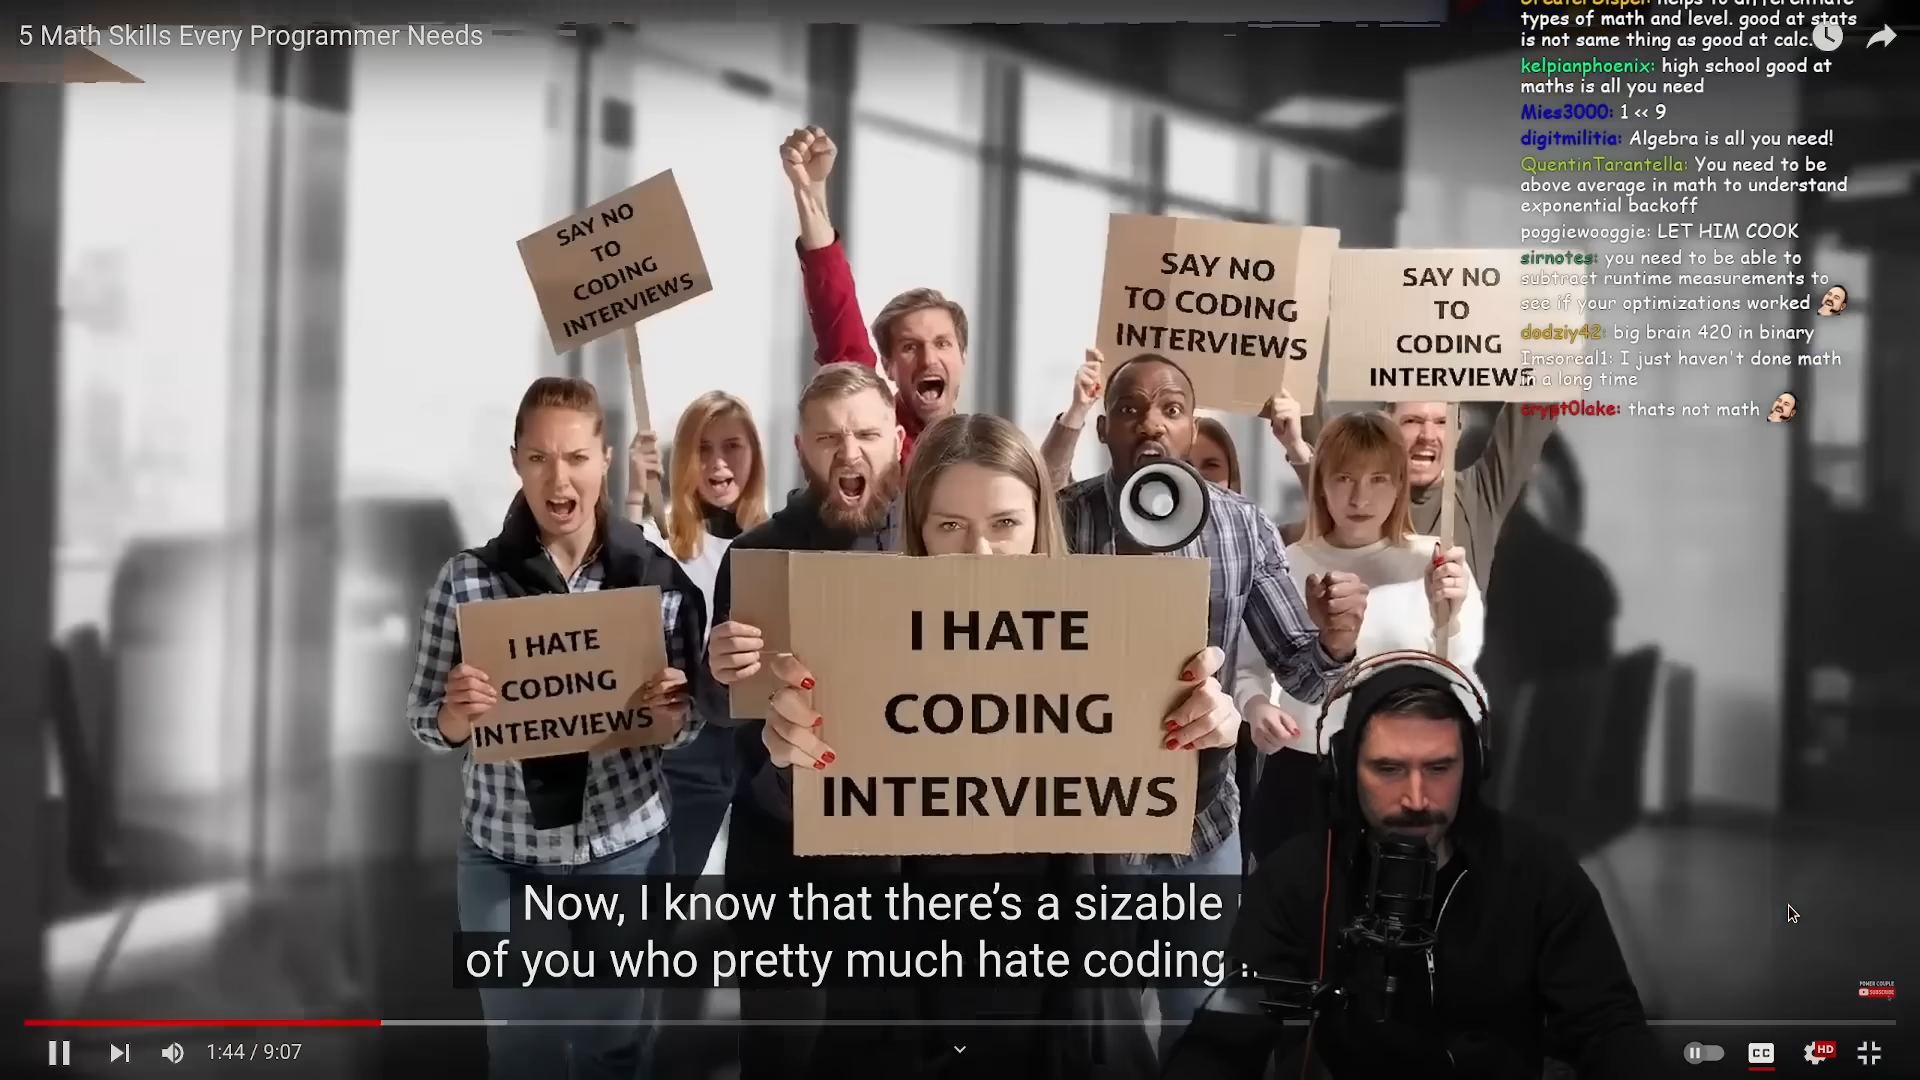 5 Math Skills Every Programmer Needs
types of math and level. good at stats
is not same thing as good at calc.
kelpianphoenix: high school good at
maths is all you need
Mies3000: 1 << 9
digitmilitia: Algebra is all you need!
QuentinTarantella: You need to be
above average in math to understand
exponential backoff
poggiewooggie: LET HIM COOK
sirnotes: you need to be able to
subtract runtime measurements to
see if your optimizations worked
dodziy42: big brain 420 in binary
Imsoreal1: I just haven't done math
in a long time
crypt0lake: thats not math
SAY NO
TO
CODING
INTERVIEWS
SAY NO
TO CODING
INTERVIEWS
SAY NO
TO
CODING
INTERVIEWS
I HATE
CODING
INTERVIEWS
I HATE
CODING
INTERVIEWS
Now, I know that there’s a sizable
of you who pretty much hate coding
POWER COUPLE
SUBSCRIBE
1:44 / 9:07
CC
HD